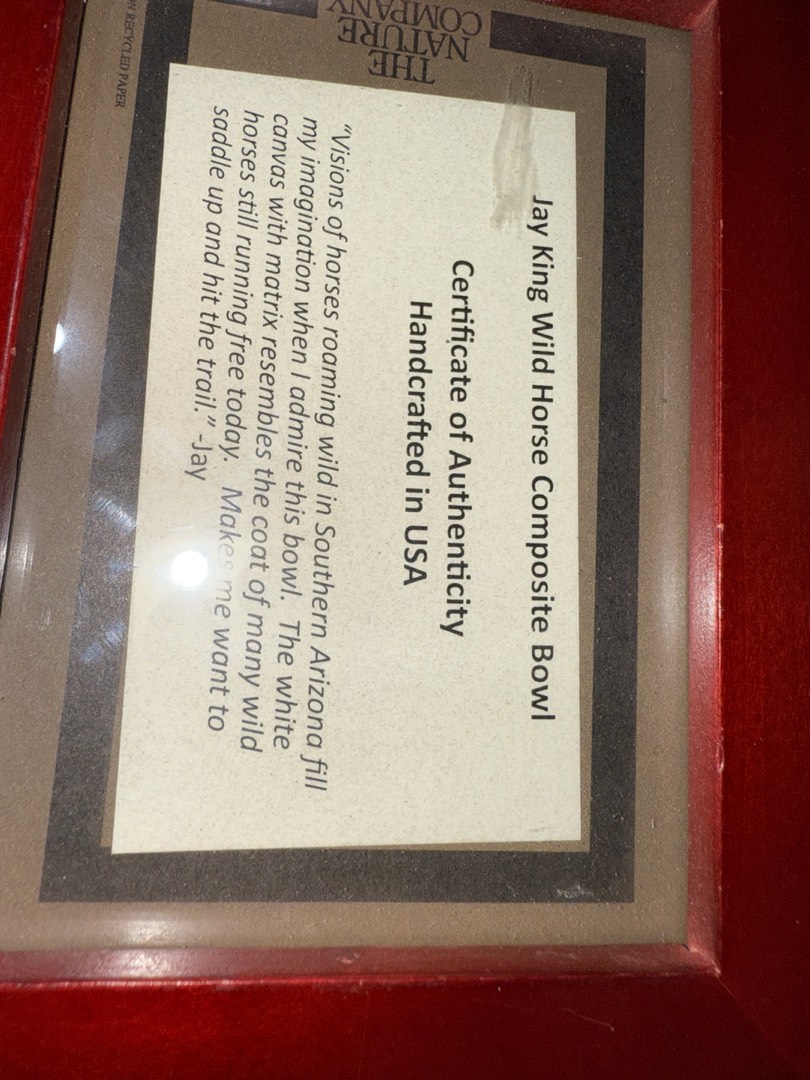 THE
NATURE
COMPANY
RECYCLED PAPER
Jay King Wild Horse Composite Bowl
Certificate of Authenticity
Handcrafted in USA
“Visions of horses roaming wild in Southern Arizona fill
my imagination when I admire this bowl. The white
canvas with matrix resembles the coat of many wild
horses still running free today. Makes me want to
saddle up and hit the trail.” -Jay